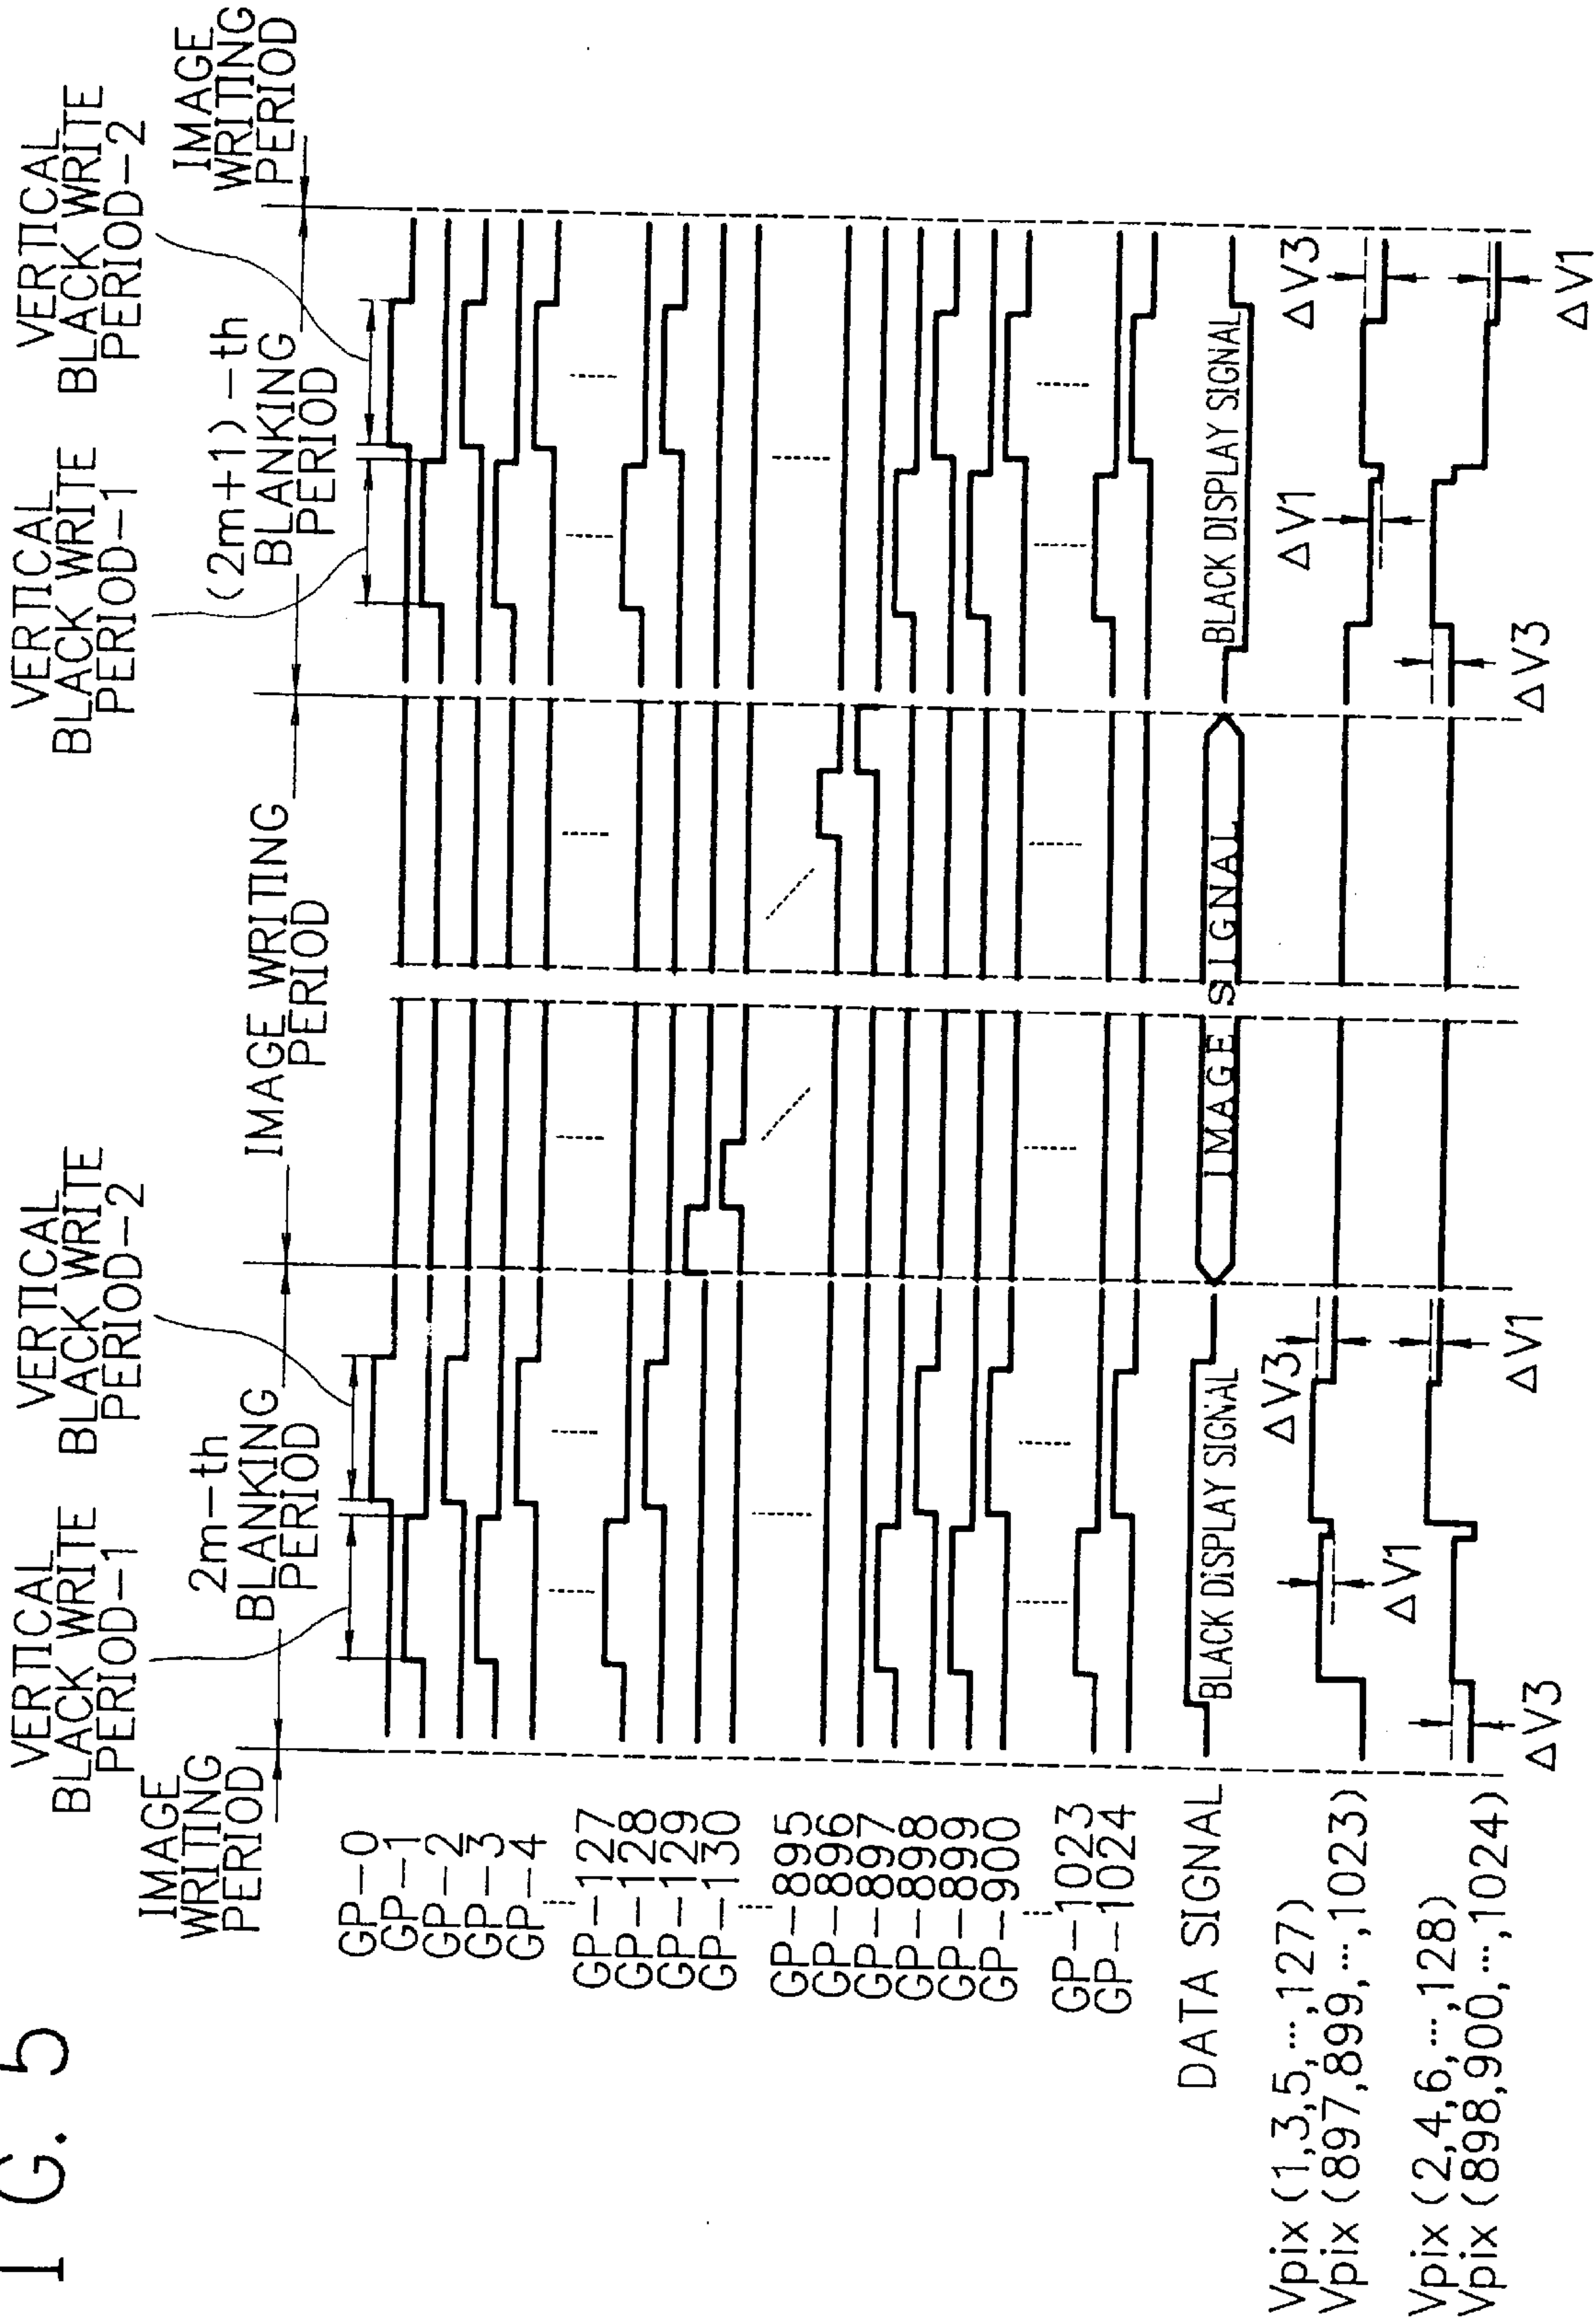 I G. 5
VERTICAL
BLACK WRITE
PERIOD-1
VERTICAL
BLACK WRITE
PERIOD-2
VERTICAL
BLACK WRITE
PERIOD-1
VERTICAL
BLACK WRITE
PERIOD-2
IMAGE
WRITING
PERIOD
2m-th
BLANKING
PERIOD
IMAGE WRITING
PERIOD
(2m+1)-th
BLANKING
PERIOD
IMAGE
WRITING
PERIOD
GP-0
GP-1
GP-2
GP-3
GP-4
GP-127
GP-128
GP-129
GP-130
GP-895
GP-896
GP-897
GP-898
GP-899
GP-900
GP-1023
GP-1024
DATA SIGNAL
BLACK DISPLAY SIGNAL
IMAGE SIGNAL
BLACK DISPLAY SIGNAL
Vpix (1,3,5,…,127)
Vpix (897,899,…,1023)
ΔV1
ΔV3
ΔV1
ΔV3
Vpix (2,4,6,…,128)
Vpix (898,900,…,1024)
ΔV3
ΔV1
ΔV3
ΔV1